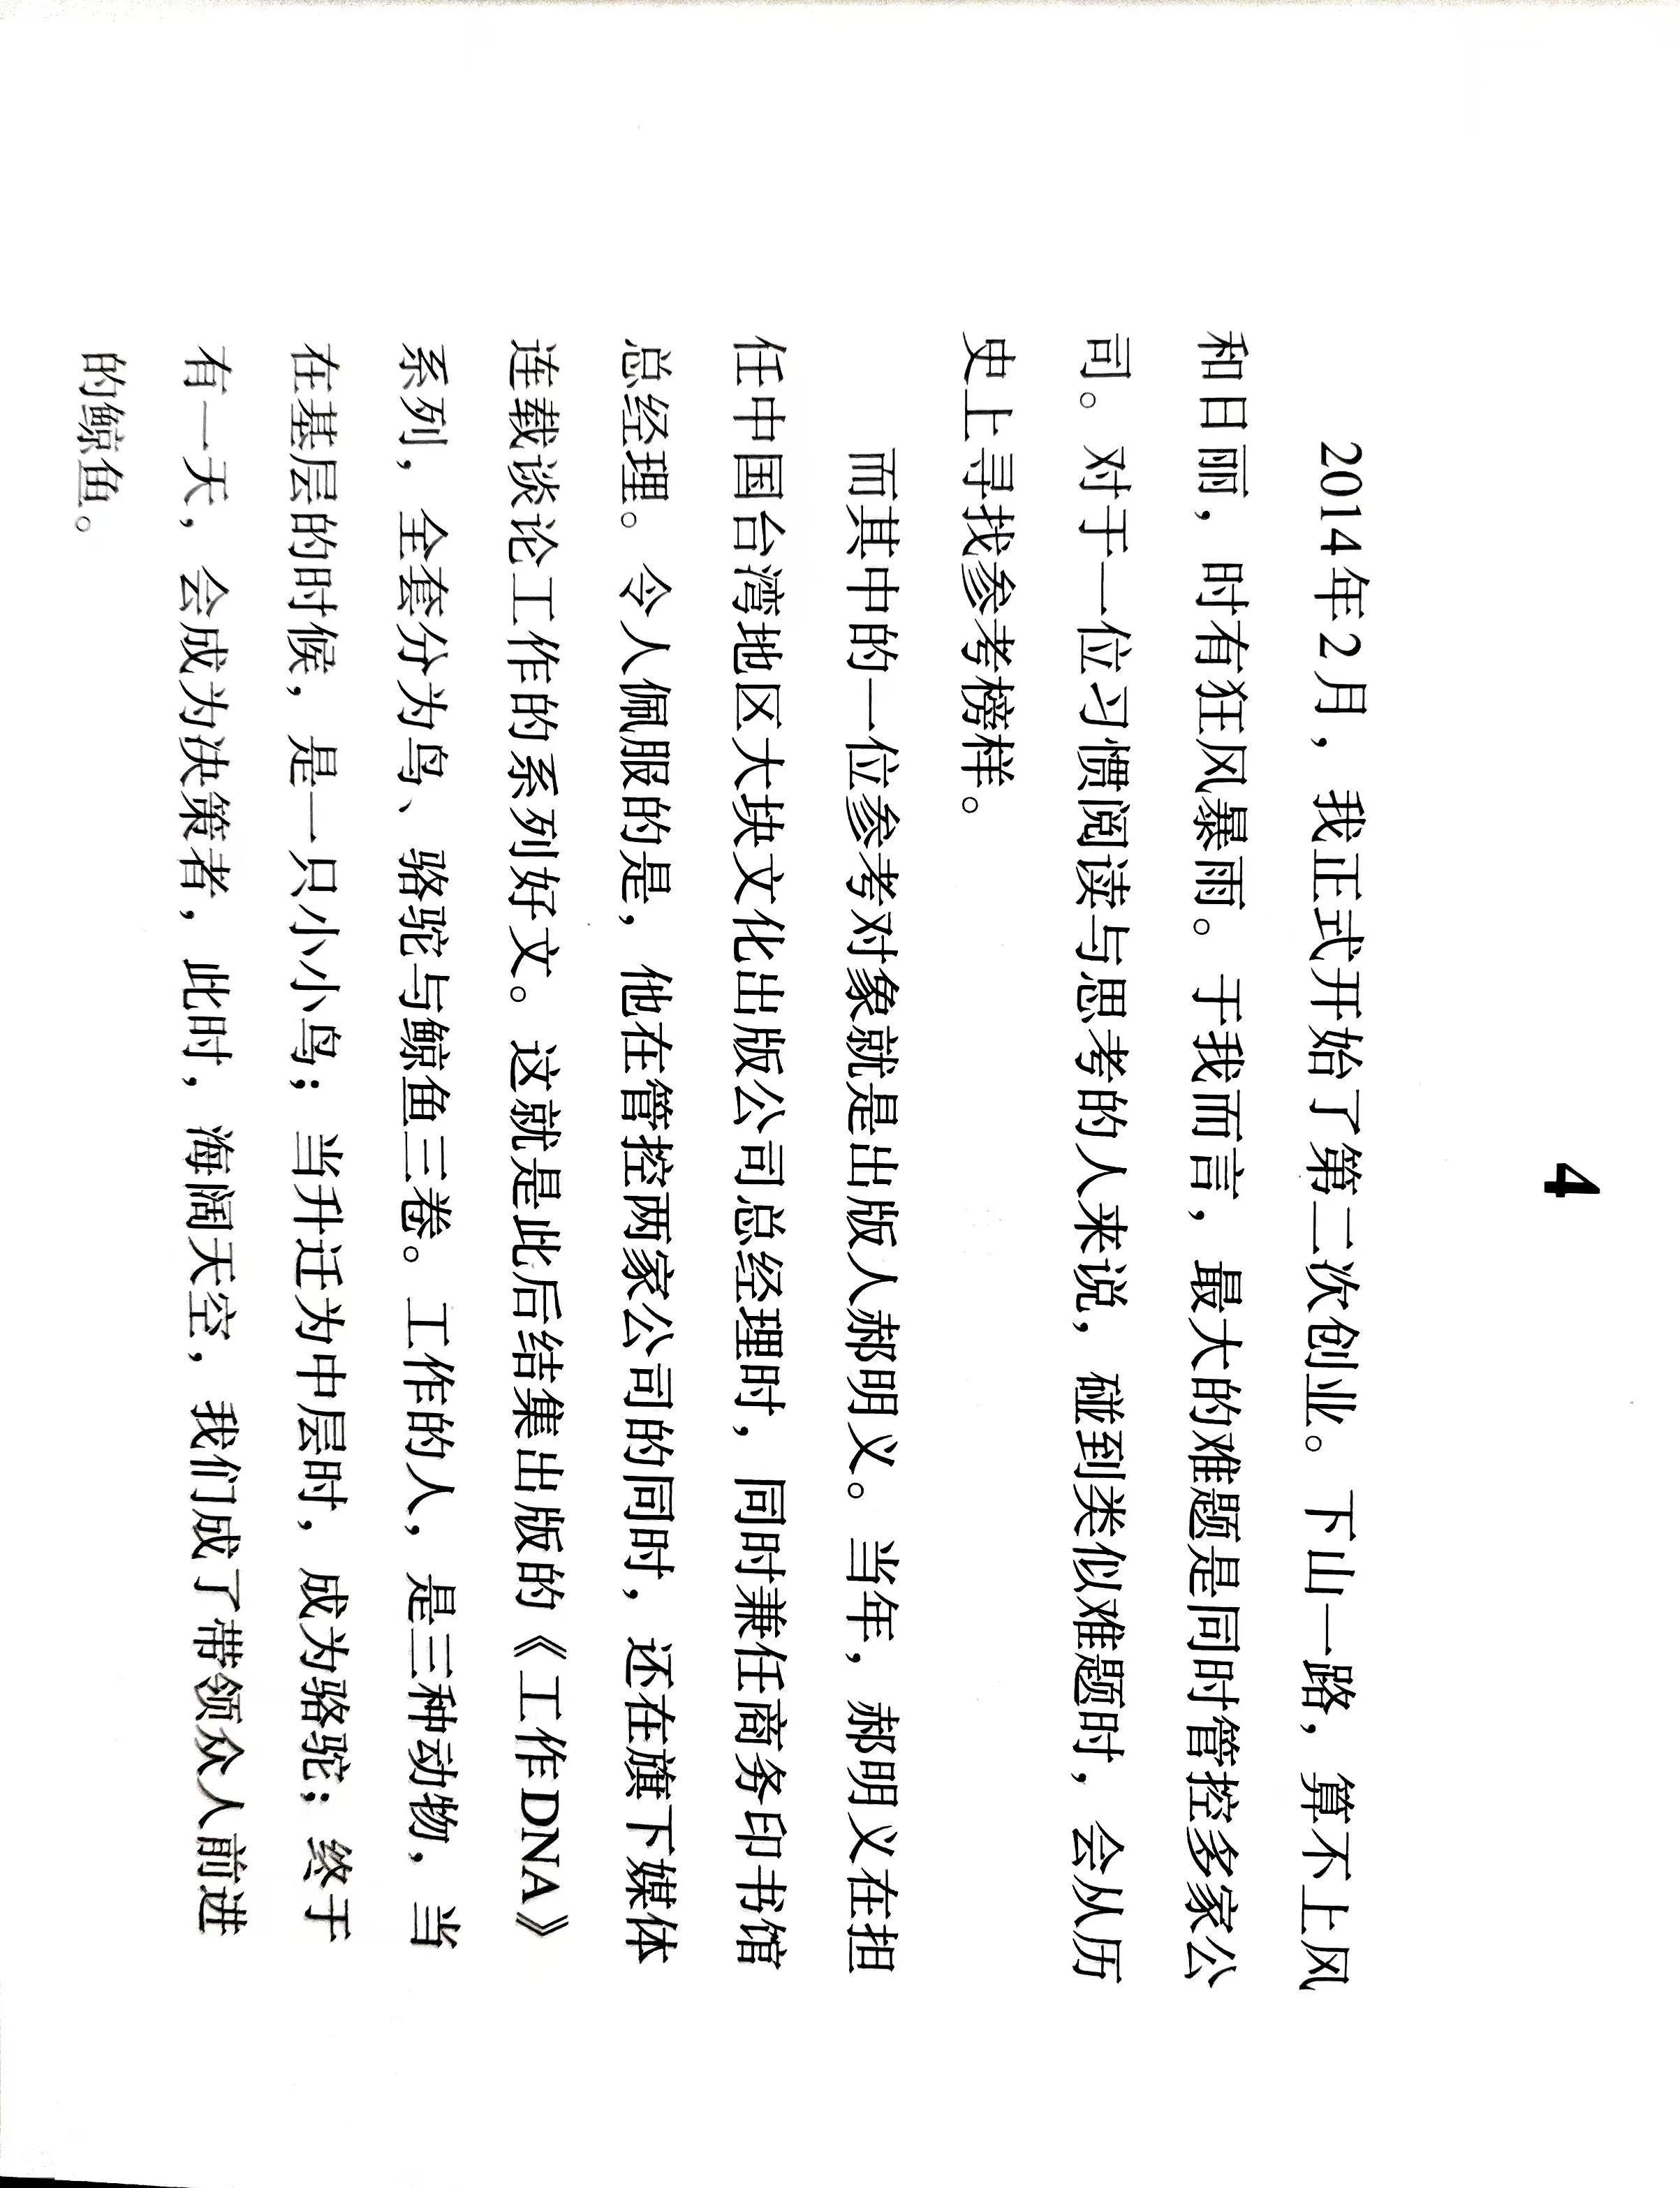 4
2014年2月，我正式开始了第二次创业。下山一路，算不上风
和日丽，时有狂风暴雨。于我而言，最大的难题是同时管控多家公
司。对于一位习惯阅读与思考的人来说，碰到类似难题时，会从历
史上寻找参考榜样。
而其中的一位参考对象就是出版人郝明义。当年，郝明义在担
任中国台湾地区大块文化出版公司总经理时，同时兼任商务印书馆
总经理。令人佩服的是，他在管控两家公司的同时，还在旗下媒体
连载谈论工作的系列好文。这就是此后结集出版的《工作DNA》
系列，全套分为鸟、骆驼与鲸鱼三卷。工作的人，是三种动物，当
在基层的时候，是一只小小鸟；当升迁为中层时，成为骆驼；终于
有一天，会成为决策者，此时，海阔天空，我们成了带领众人前进
的鲸鱼。